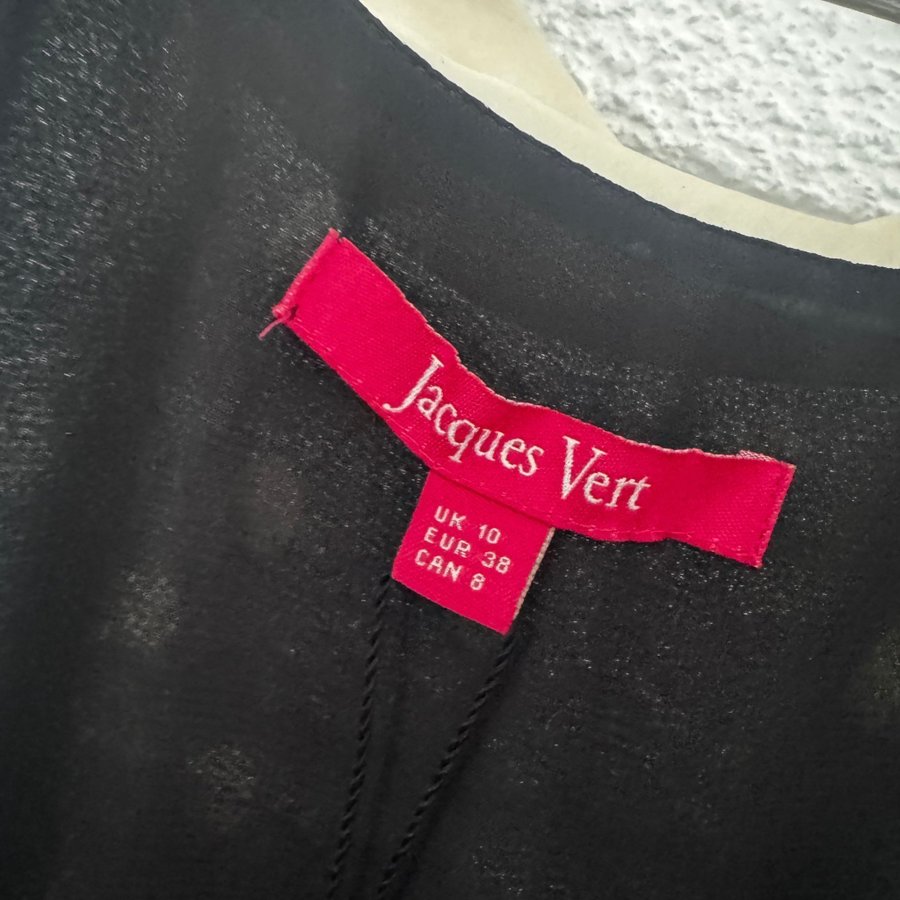 Jacques Vert
UK 10
EUR 38
CAN 8